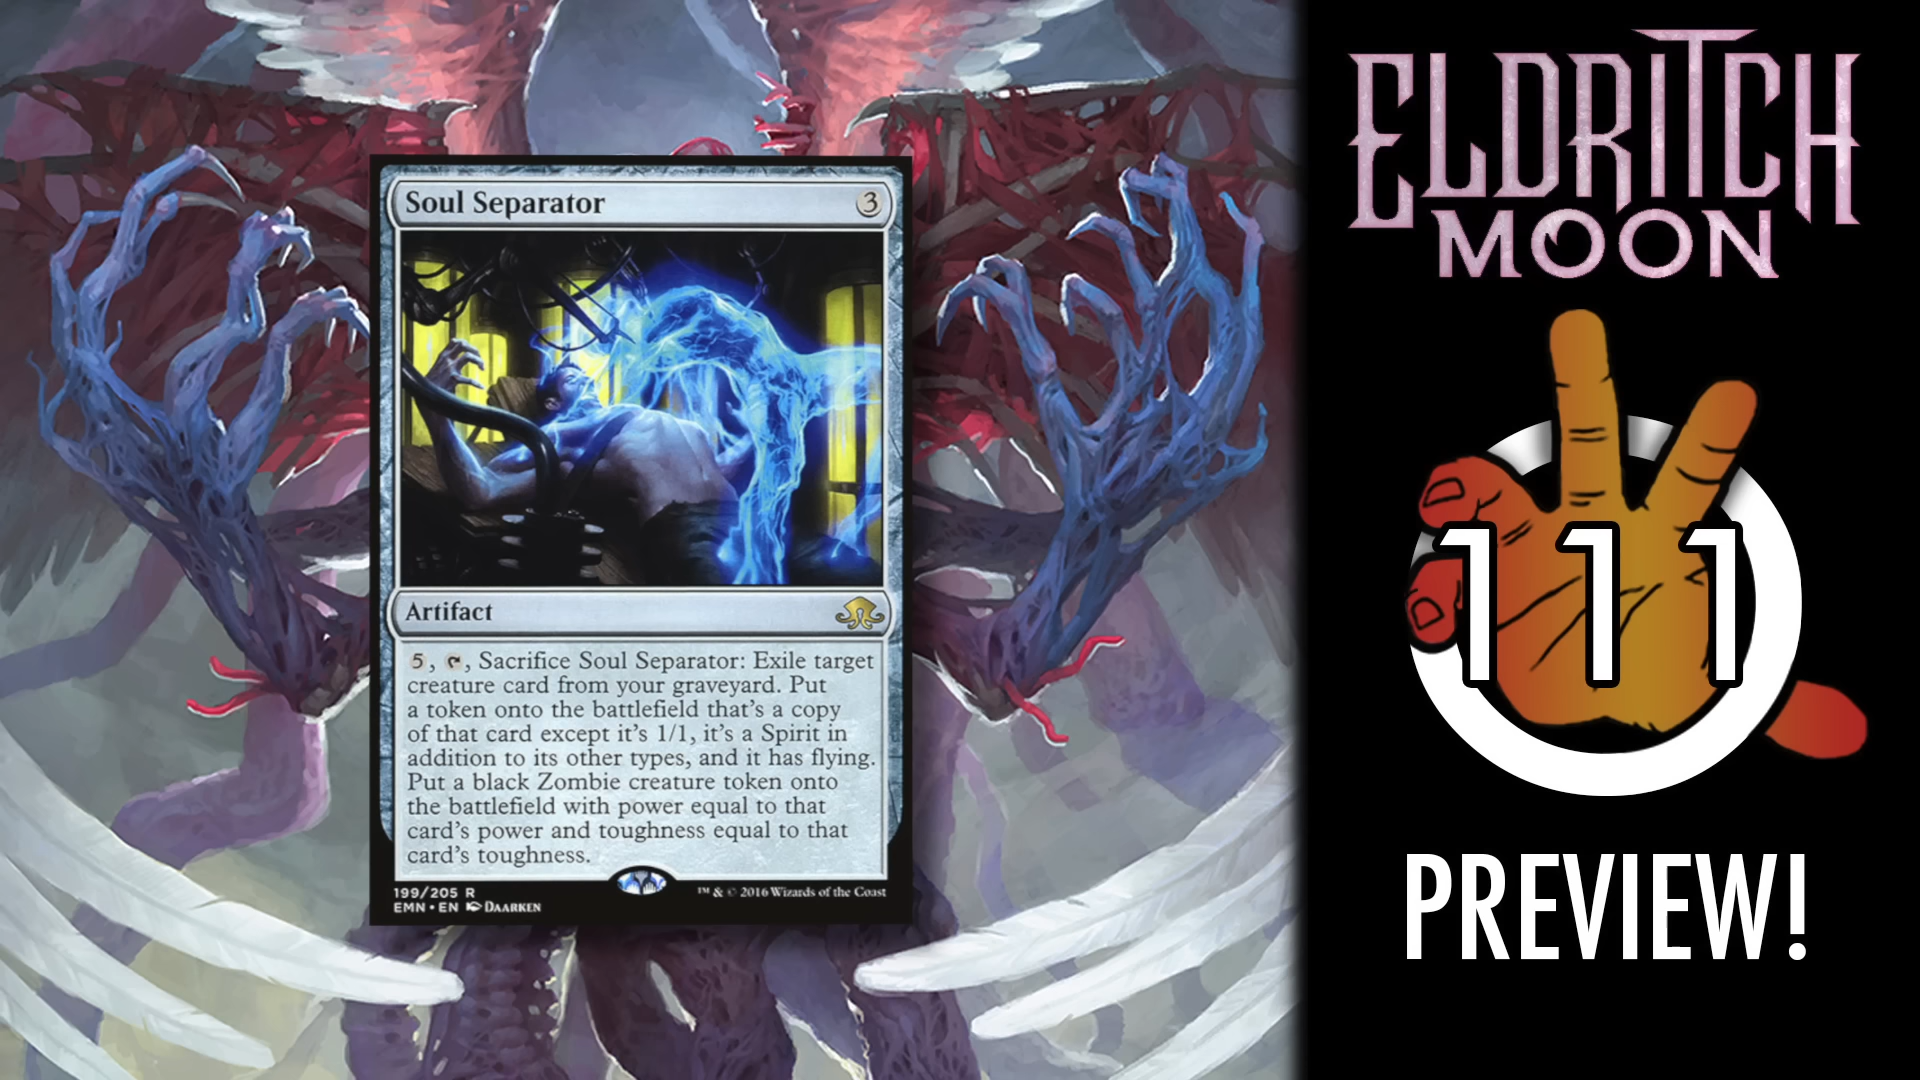 Soul Separator 3
Artifact
5, , Sacrifice Soul Separator: Exile target
creature card from your graveyard. Put
a token onto the battlefield that's a copy
of that card except it's 1/1, it's a Spirit in
addition to its other types, and it has flying.
Put a black Zombie creature token onto
the battlefield with power equal to that
card's power and toughness equal to that
card's toughness.
199/205 R
EMN • EN DAARKEN
™ & © 2016 Wizards of the Coast
ELDRITCH
MOON
111
PREVIEW!